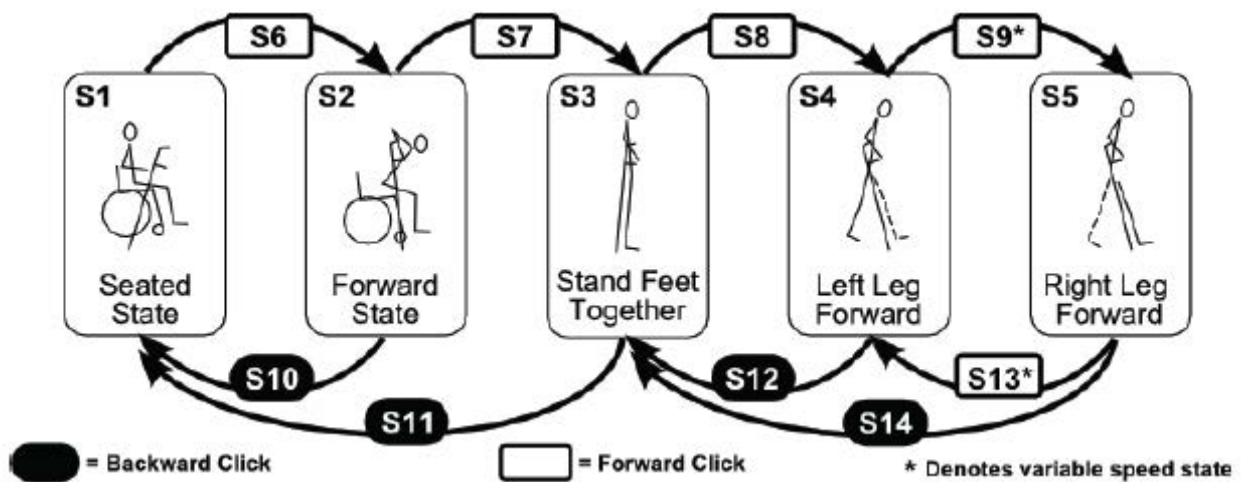 S6
S7
S8
S9*
S1
S2
S3
S4
S5
Seated
State
Forward
State
Stand Feet
Together
Left Leg
Forward
Right Leg
Forward
S10
S12
S13*
S11
S14
= Backward Click
= Forward Click
* Denotes variable speed state